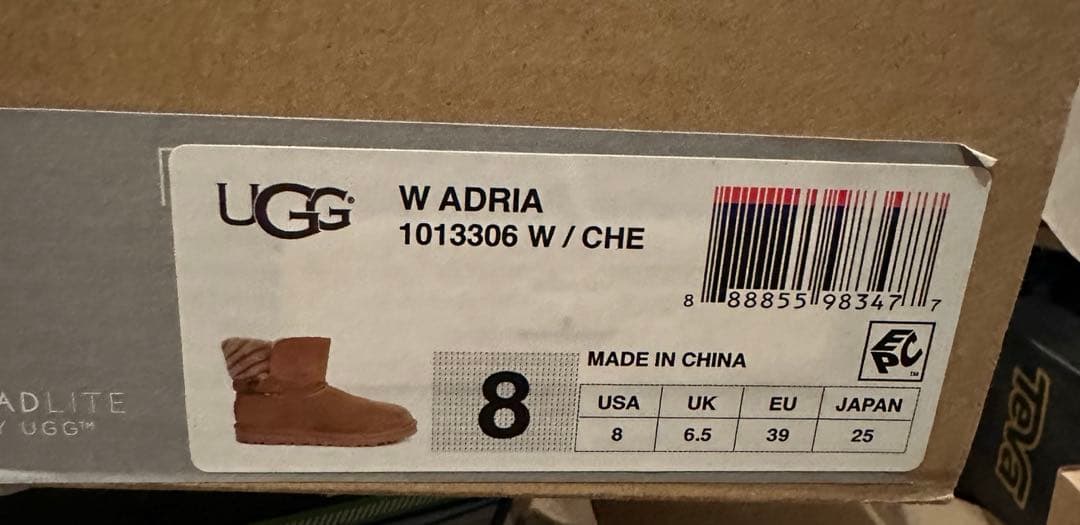 UGG®
W ADRIA
1013306 W / CHE
8 88855 98347 7
EPC
TM
MADE IN CHINA
8
USA UK EU JAPAN
8 6.5 39 25
ADLITE
Y UGG™
Teva